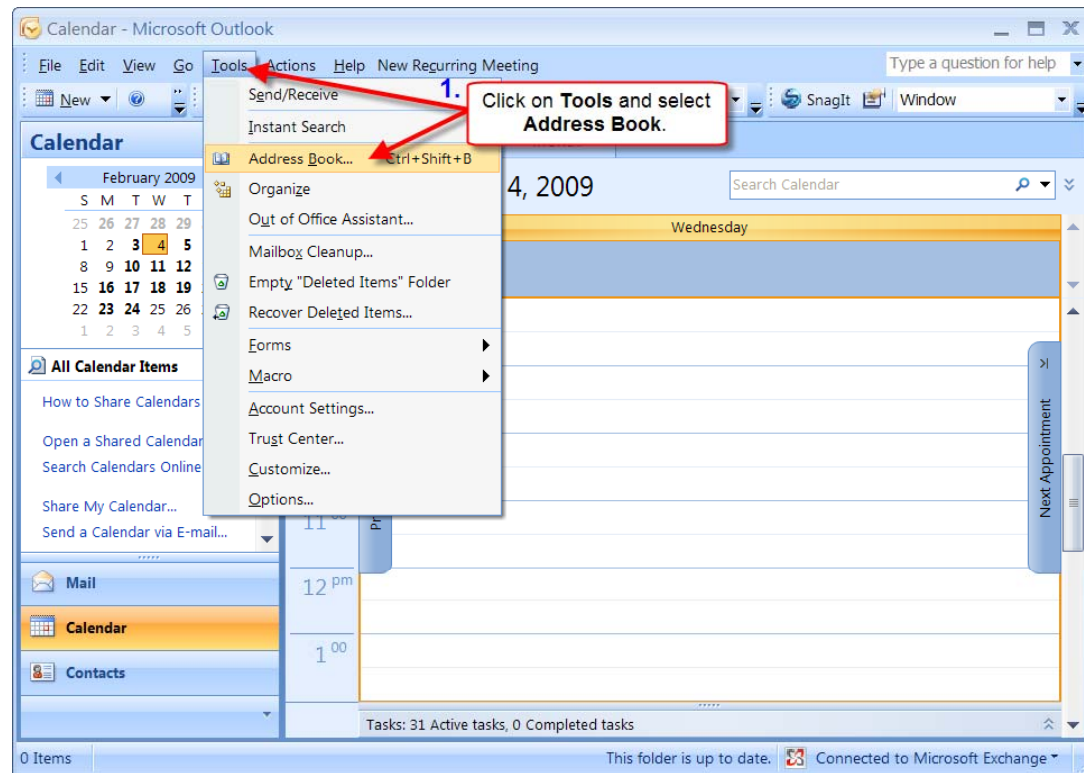 Calendar - Microsoft Outlook
File Edit View Go Tools Actions Help New Recurring Meeting
Type a question for help
New
SnagIt
Window
1.
Click on Tools and select
Address Book.
Send/Receive
Instant Search
Address Book... Ctrl+Shift+B
Organize
Out of Office Assistant...
Mailbox Cleanup...
Empty "Deleted Items" Folder
Recover Deleted Items...
Forms
Macro
Account Settings...
Trust Center...
Customize...
Options...
Calendar
February 2009
S M T W T
25 26 27 28 29
1 2 3 4 5
8 9 10 11 12
15 16 17 18 19
22 23 24 25 26
1 2 3 4 5
All Calendar Items
How to Share Calendars
Open a Shared Calendar
Search Calendars Online
Share My Calendar...
Send a Calendar via E-mail...
Mail
Calendar
Contacts
4, 2009
Search Calendar
Wednesday
11 00
12 pm
1 00
Next Appointment
Tasks: 31 Active tasks, 0 Completed tasks
0 Items
This folder is up to date.
Connected to Microsoft Exchange